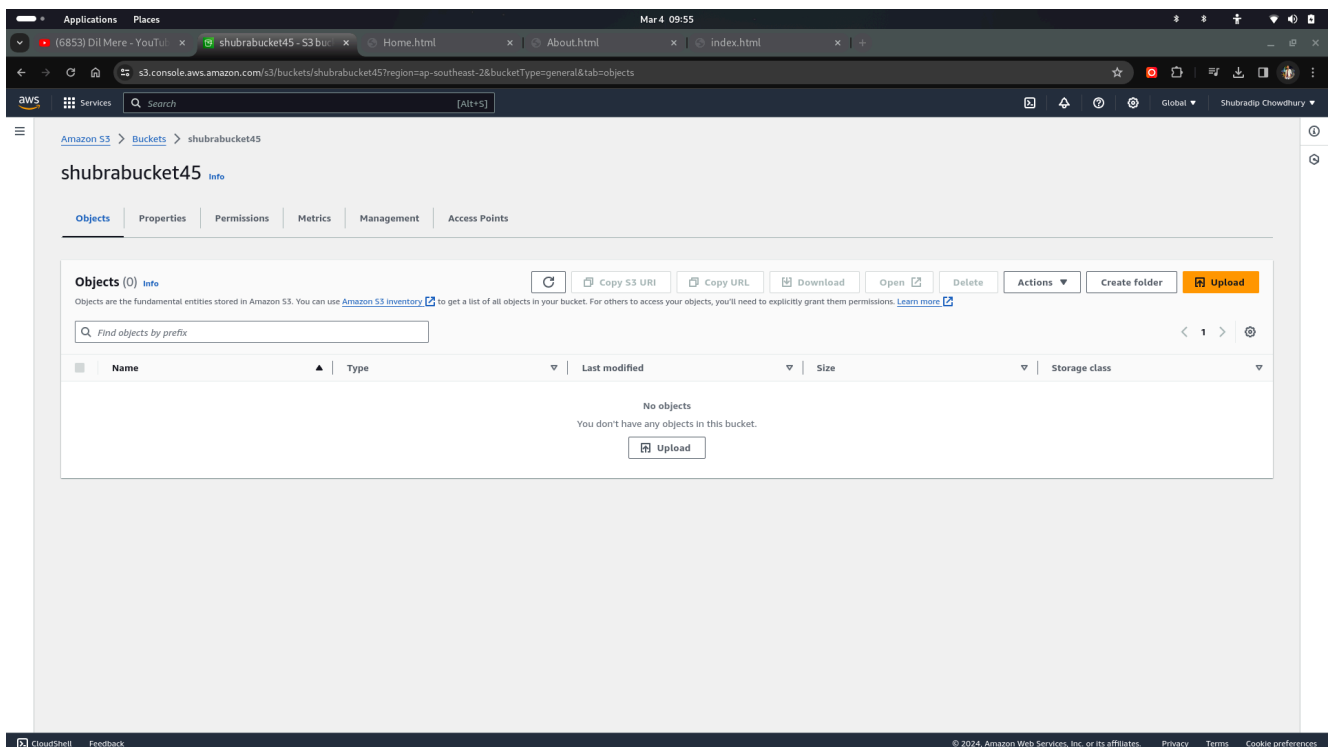 Applications Places Mar 4 09:55
(6853) Dil Mere - YouTul shubrabucket45 - S3 buc Home.html About.html index.html
s3.console.aws.amazon.com/s3/buckets/shubrabucket45?region=ap-southeast-2&bucketType=general&tab=objects
aws Services Search [Alt+S] Global Shubradip Chowdhury
Amazon S3 > Buckets > shubrabucket45
shubrabucket45 Info
Objects Properties Permissions Metrics Management Access Points
Objects (0) Info Copy S3 URI Copy URL Download Open Delete Actions Create folder Upload
Objects are the fundamental entities stored in Amazon S3. You can use Amazon S3 inventory to get a list of all objects in your bucket. For others to access your objects, you'll need to explicitly grant them permissions. Learn more
Find objects by prefix < 1 >
Name Type Last modified Size Storage class
No objects
You don't have any objects in this bucket.
Upload
CloudShell Feedback © 2024, Amazon Web Services, Inc. or its affiliates. Privacy Terms Cookie preferences